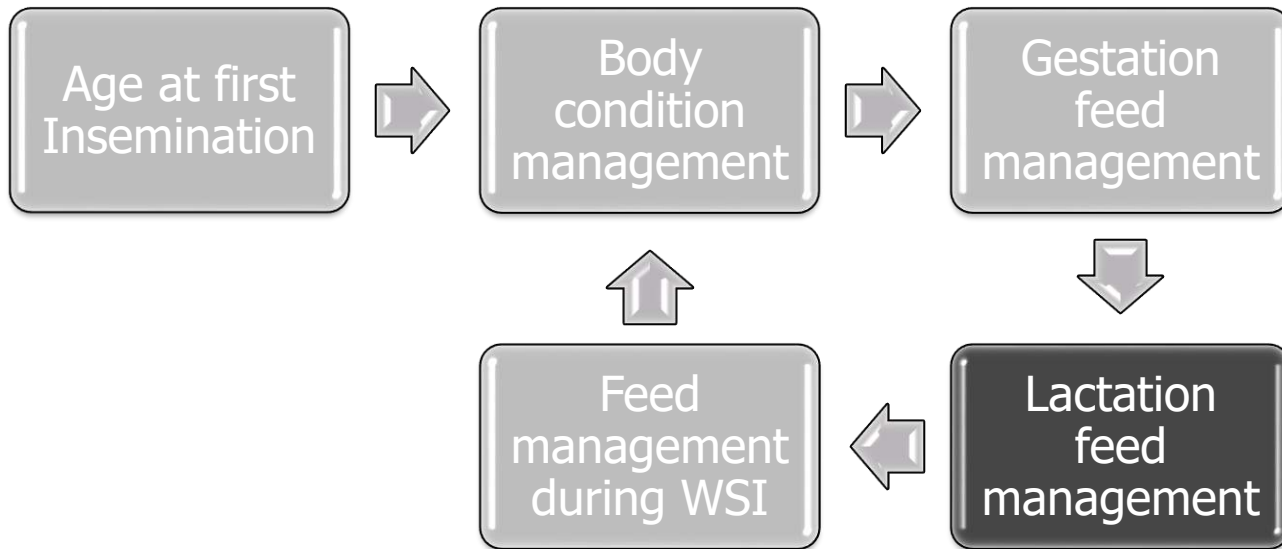 Age at first
Insemination
Body
condition
management
Gestation
feed
management
Lactation
feed
management
Feed
management
during WSI